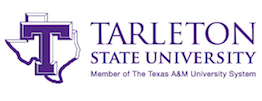 T
TARLETON
STATE UNIVERSITY
Member of The Texas A&M University System